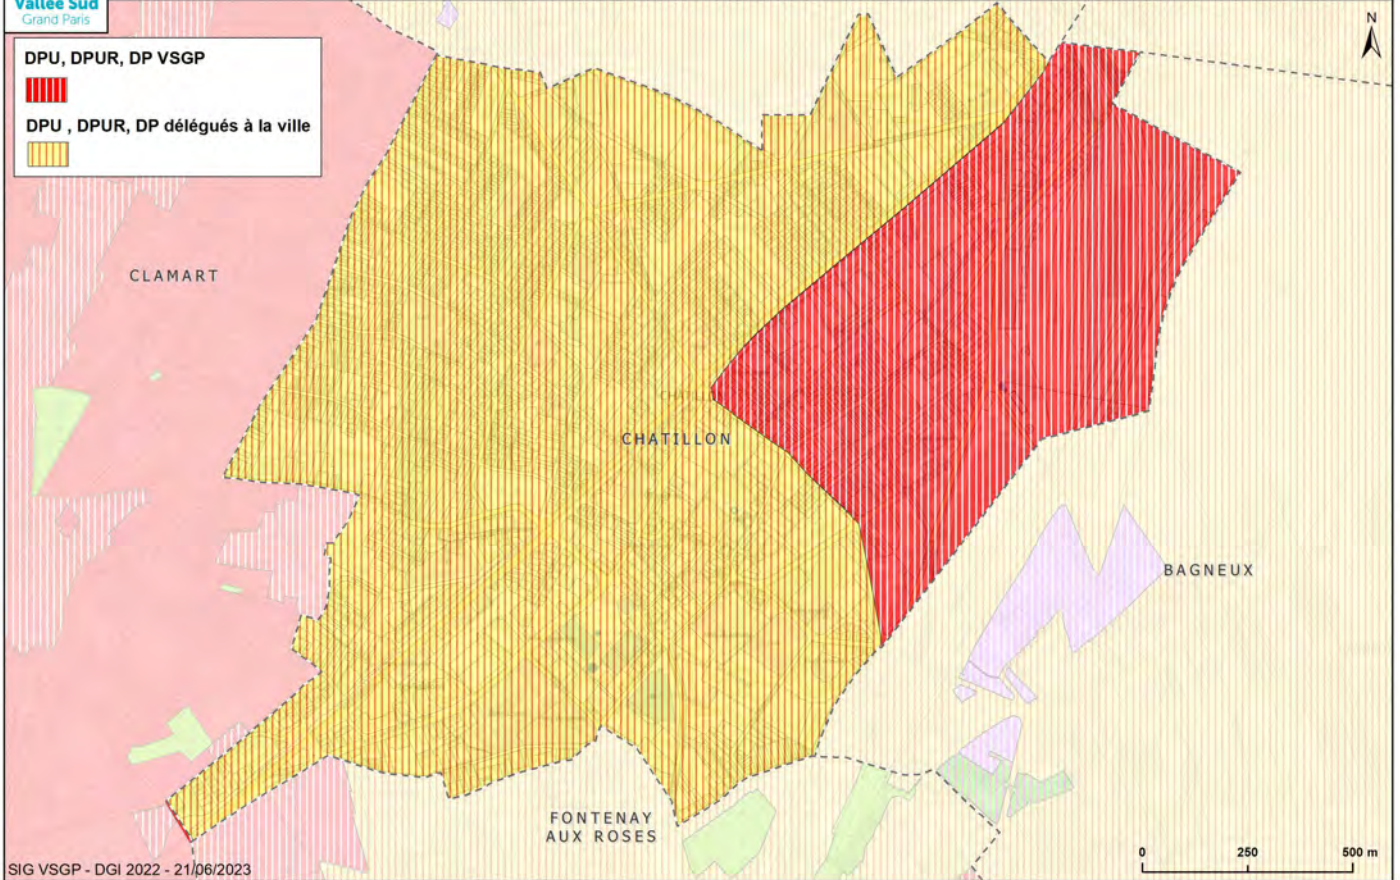 Vallée Sud
Grand Paris
N
DPU, DPUR, DP VSGP
DPU , DPUR, DP délégués à la ville
CLAMART
CHATILLON
BAGNEUX
FONTENAY
AUX ROSES
0 250 500 m
SIG VSGP - DGI 2022 - 21/06/2023